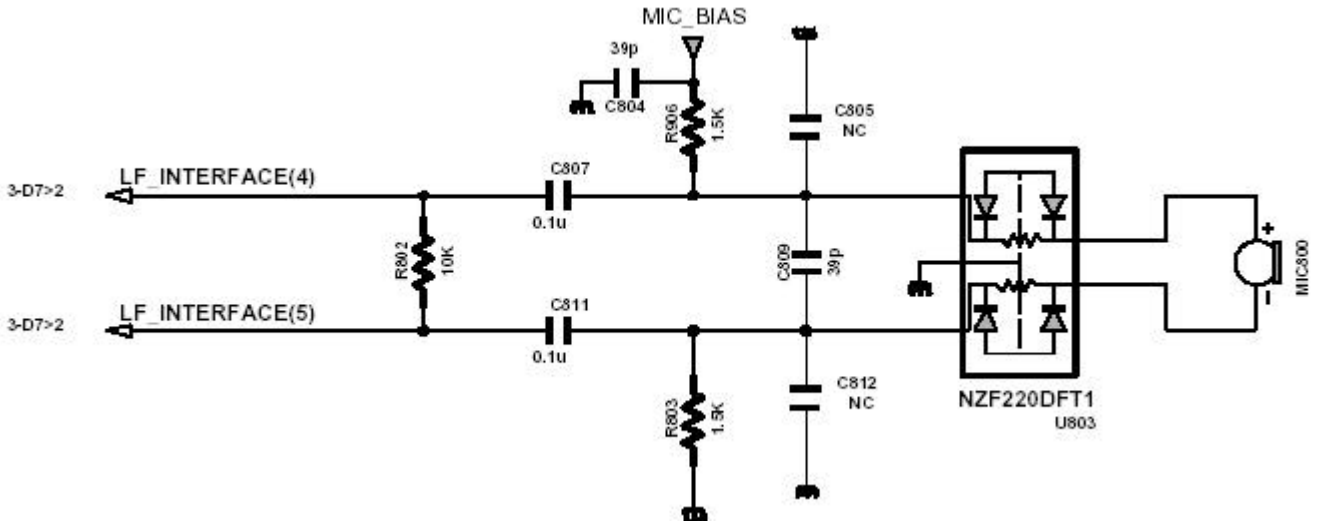 MIC_BIAS
39p
C804
R906
1.5K
C805
NC
3-D7>2
LF_INTERFACE(4)
C807
0.1u
R802
10K
C809
39p
+
-
MIC800
3-D7>2
LF_INTERFACE(5)
C811
0.1u
R803
1.5K
C812
NC
NZF220DFT1
U803